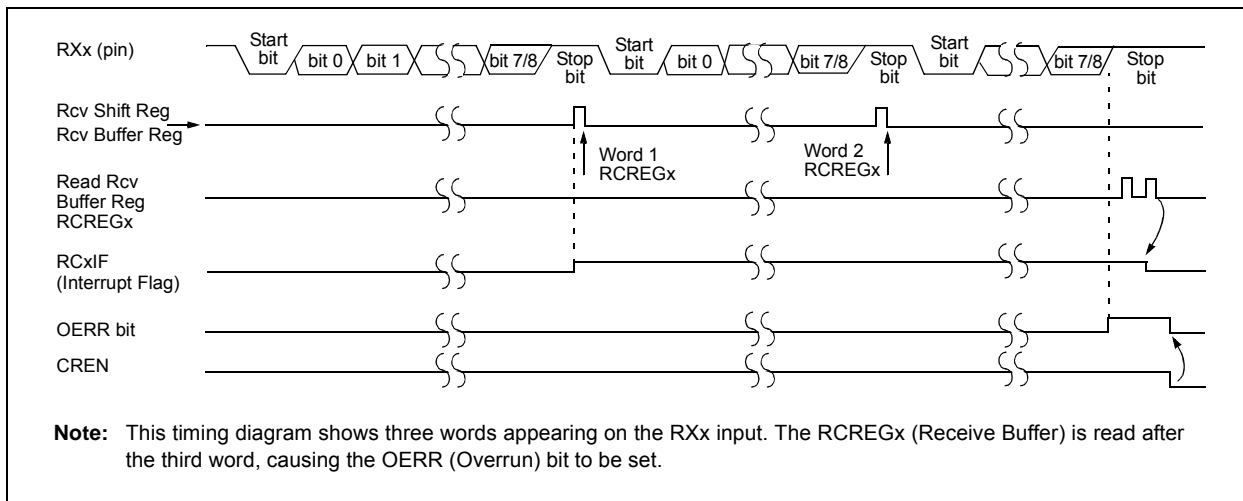 RXx (pin)
Start bit
bit 0
bit 1
bit 7/8
Stop bit
Start bit
bit 0
bit 7/8
Stop bit
Start bit
bit 7/8
Stop bit
Rcv Shift Reg
Rcv Buffer Reg
Word 1
RCREGx
Word 2
RCREGx
Read Rcv
Buffer Reg
RCREGx
RCxIF
(Interrupt Flag)
OERR bit
CREN
Note: This timing diagram shows three words appearing on the RXx input. The RCREGx (Receive Buffer) is read after
the third word, causing the OERR (Overrun) bit to be set.